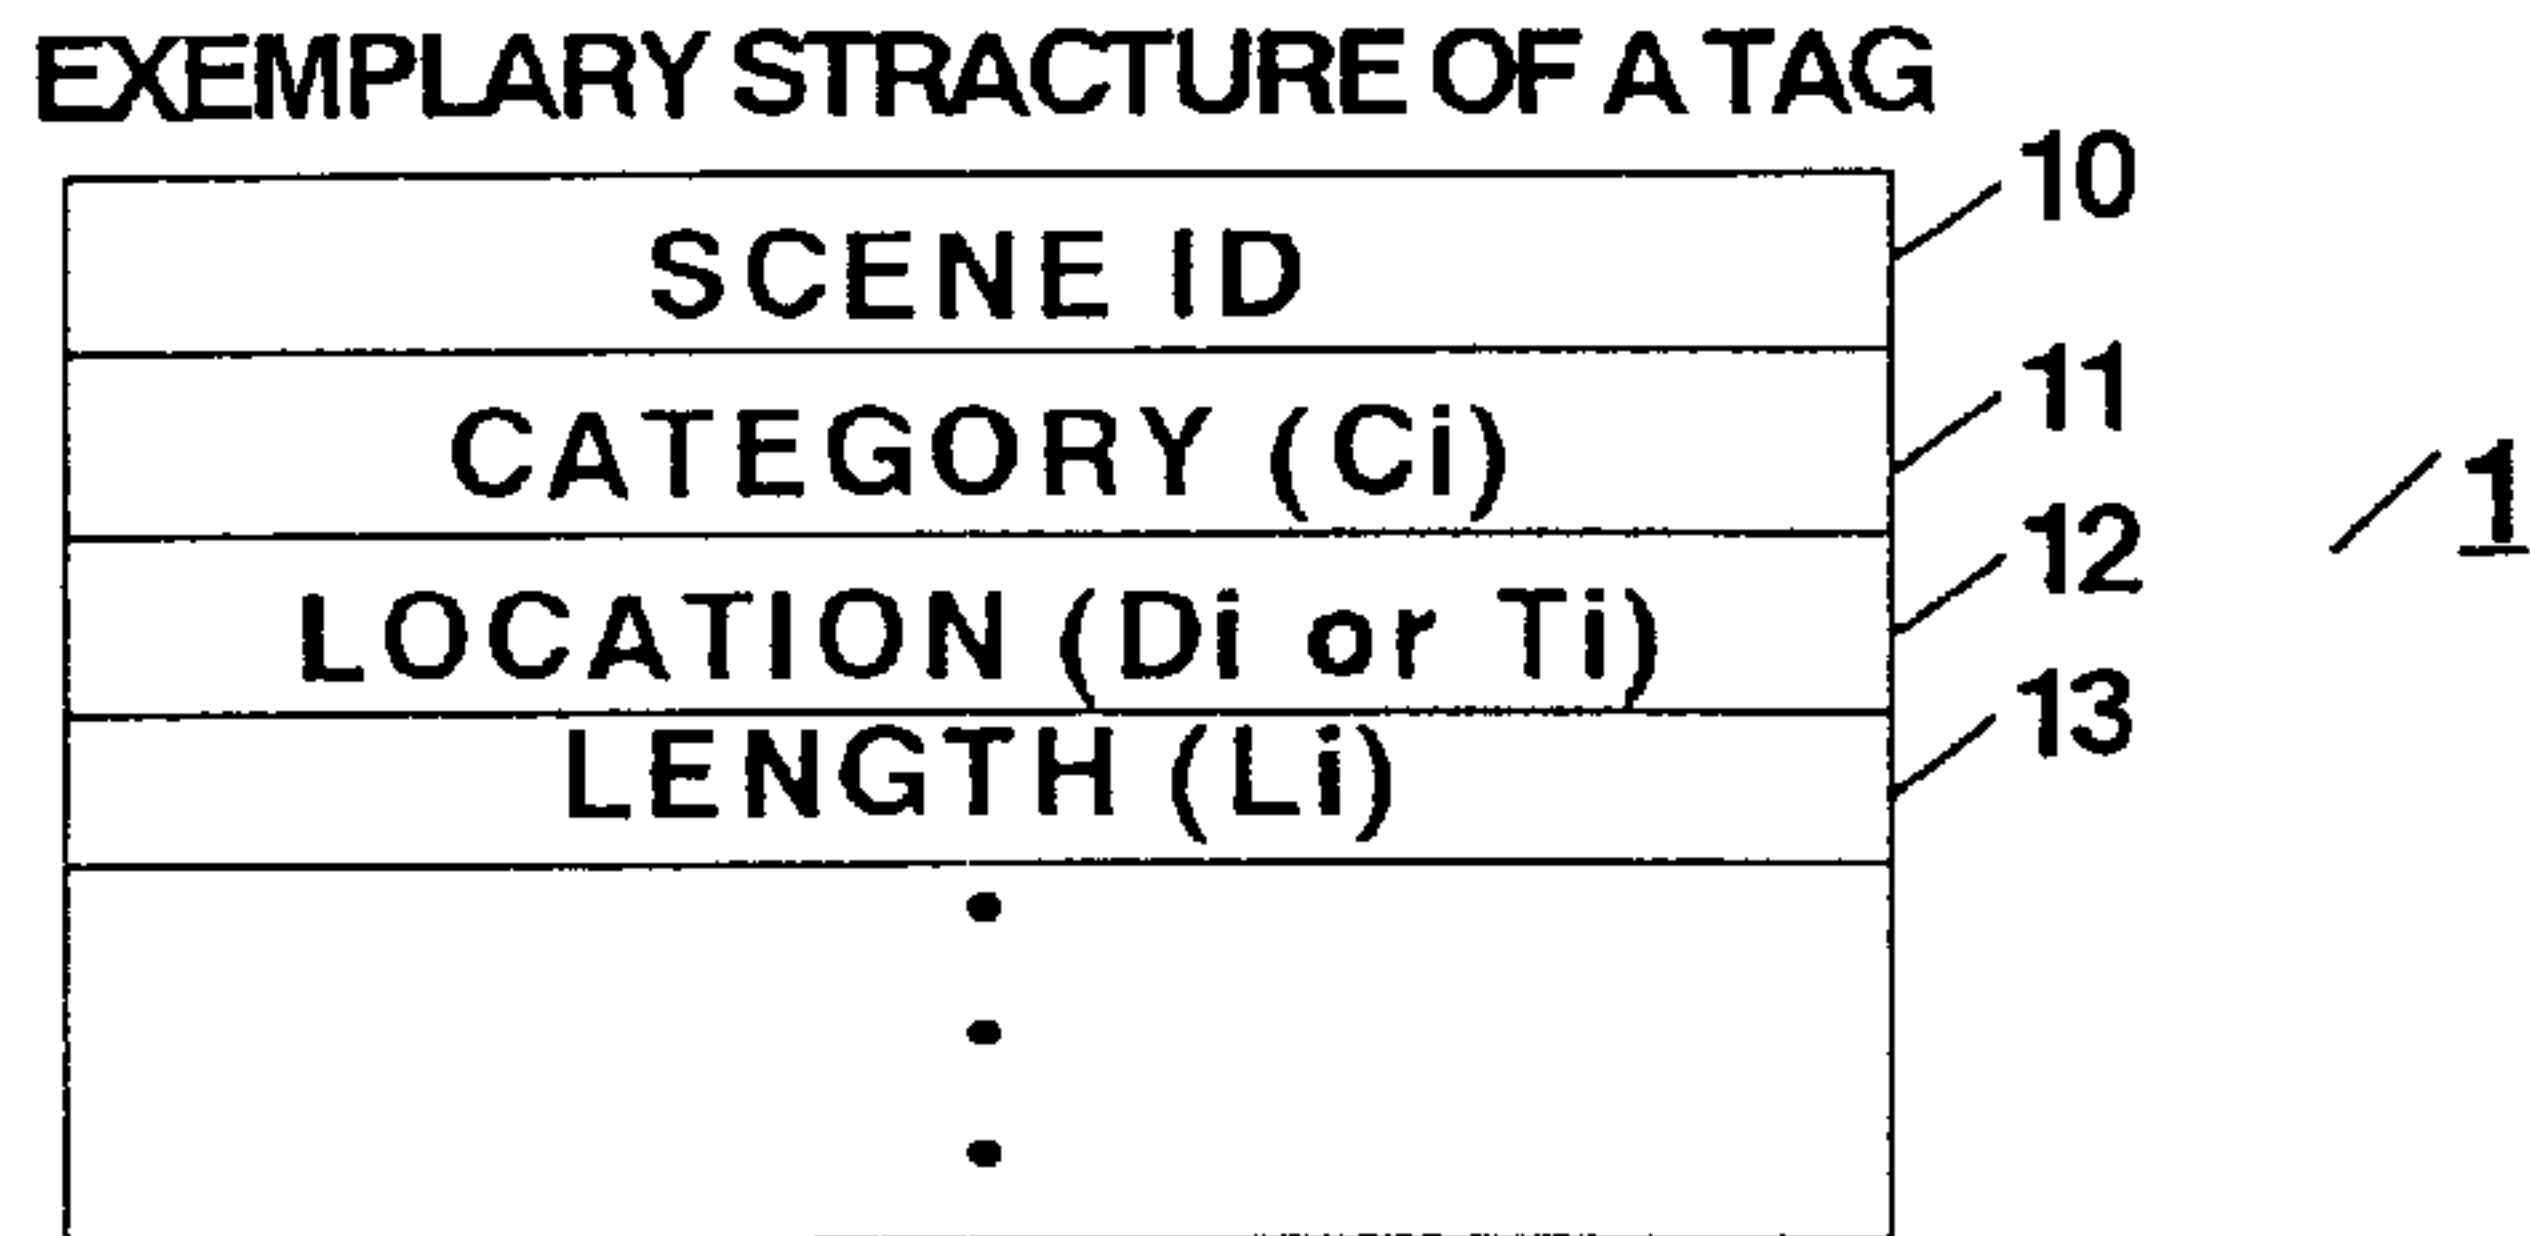 EXEMPLARY STRACTURE OF A TAG
10
SCENE ID
11
CATEGORY (Ci)
1
12
LOCATION (Di or Ti)
13
LENGTH (Li)